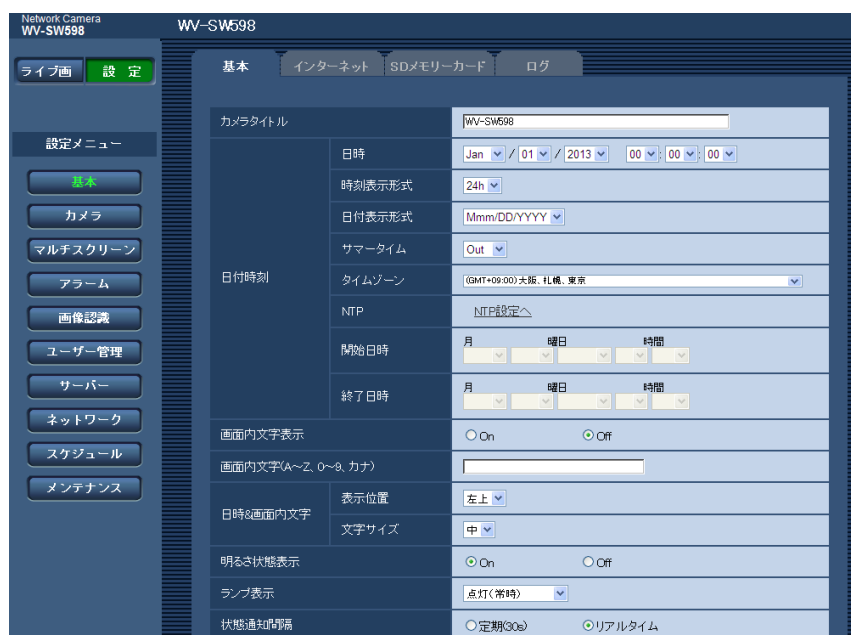 Network Camera
WV-SW598
WV-SW598
ライブ画 設 定
基本 インターネット SDメモリーカード ログ
設定メニュー
基本
カメラ
マルチスクリーン
アラーム
画像認識
ユーザー管理
サーバー
ネットワーク
スケジュール
メンテナンス
カメラタイトル WV-SW598
日付時刻
日時 Jan / 01 / 2013 00 : 00 : 00
時刻表示形式 24h
日付表示形式 Mmm/DD/YYYY
サマータイム Out
タイムゾーン (GMT+09:00)大阪、札幌、東京
NTP NTP設定へ
開始日時 月 曜日 時間
終了日時 月 曜日 時間
画面内文字表示 On Off
画面内文字(A～Z、0～9、カナ)
日時&画面内文字
表示位置 左上
文字サイズ 中
明るさ状態表示 On Off
ランプ表示 点灯(常時)
状態通知間隔 定期(30s) リアルタイム